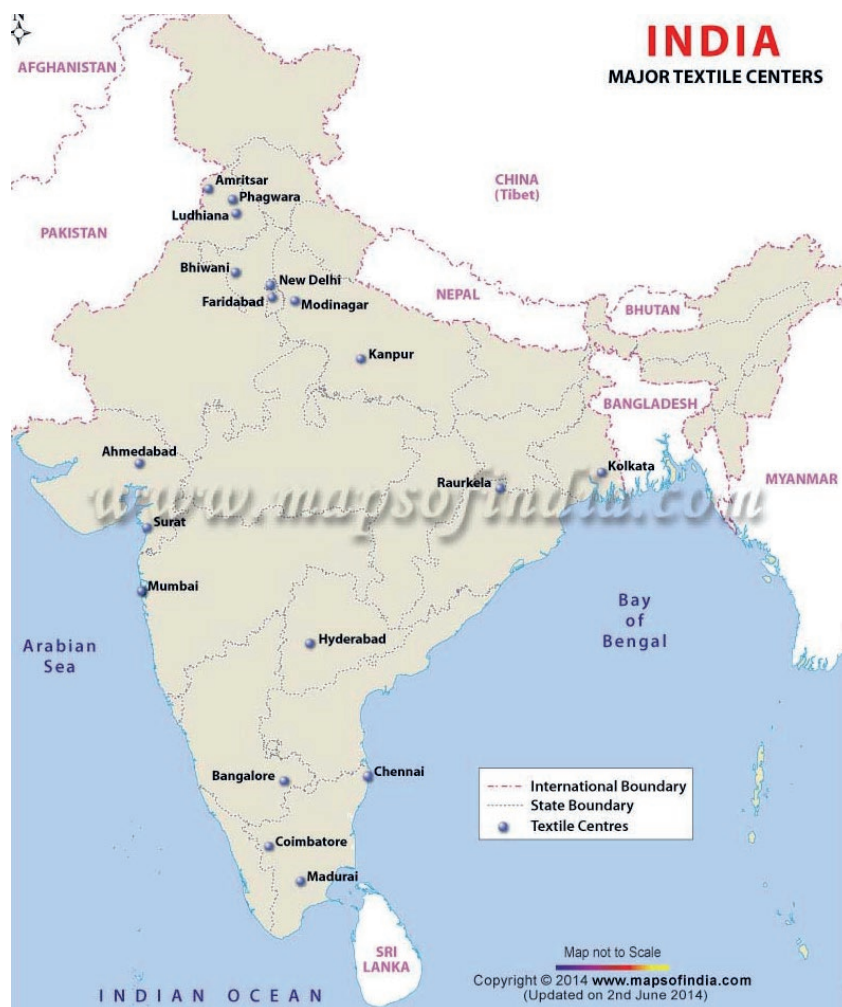 N
INDIA
MAJOR TEXTILE CENTERS
AFGHANISTAN
CHINA
(Tibet)
Amritsar
Phagwara
Ludhiana
PAKISTAN
Bhiwani
New Delhi
Faridabad
Modinagar
NEPAL
BHUTAN
Kanpur
BANGLADESH
Ahmedabad
Kolkata
Raurkela
MYANMAR
www.mapsofindia.com
Surat
Mumbai
Bay
of
Bengal
Arabian
Sea
Hyderabad
Bangalore
Chennai
International Boundary
State Boundary
Textile Centres
Coimbatore
Madurai
SRI
LANKA
Map not to Scale
Copyright © 2014 www.mapsofindia.com
(Updated on 2nd June 2014)
INDIAN OCEAN